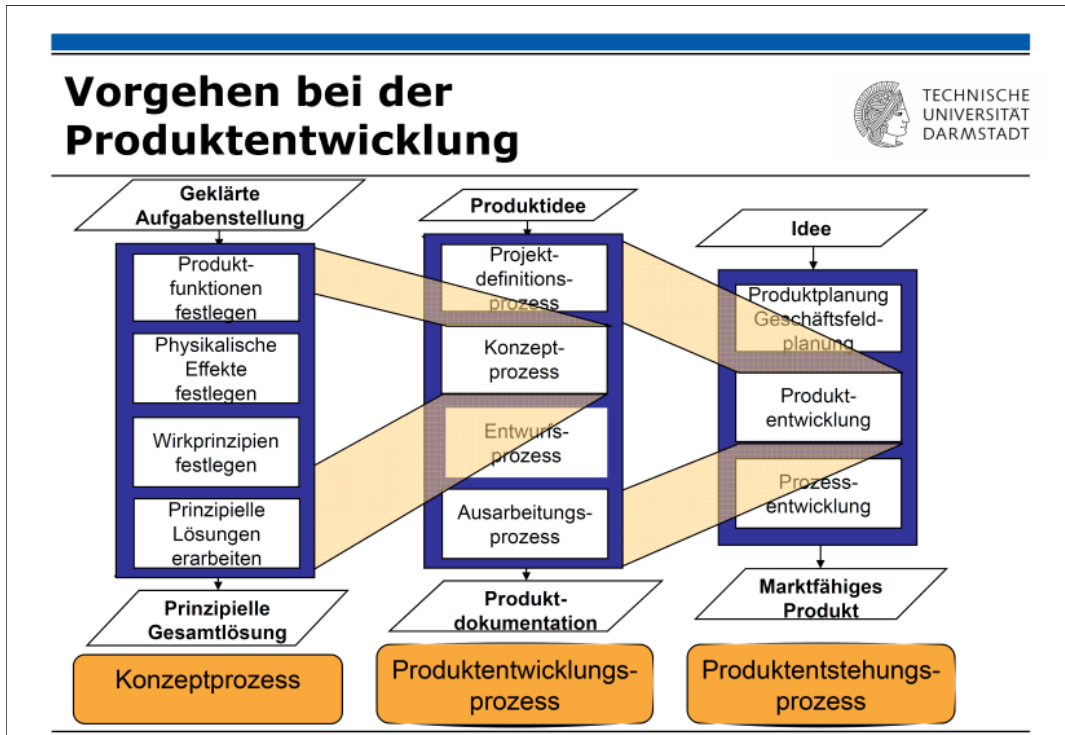 Vorgehen bei der
Produktentwicklung
TECHNISCHE
UNIVERSITÄT
DARMSTADT
Geklärte
Aufgabenstellung
Produkt-
funktionen
festlegen
Physikalische
Effekte
festlegen
Wirkprinzipien
festlegen
Prinzipielle
Lösungen
erarbeiten
Prinzipielle
Gesamtlösung
Konzeptprozess
Produktidee
Projekt-
definitions-
prozess
Konzept-
prozess
Entwurfs-
prozess
Ausarbeitungs-
prozess
Produkt-
dokumentation
Produktentwicklungs-
prozess
Idee
Produktplanung
Geschäftsfeld-
planung
Produkt-
entwicklung
Prozess-
entwicklung
Marktfähiges
Produkt
Produktentstehungs-
prozess